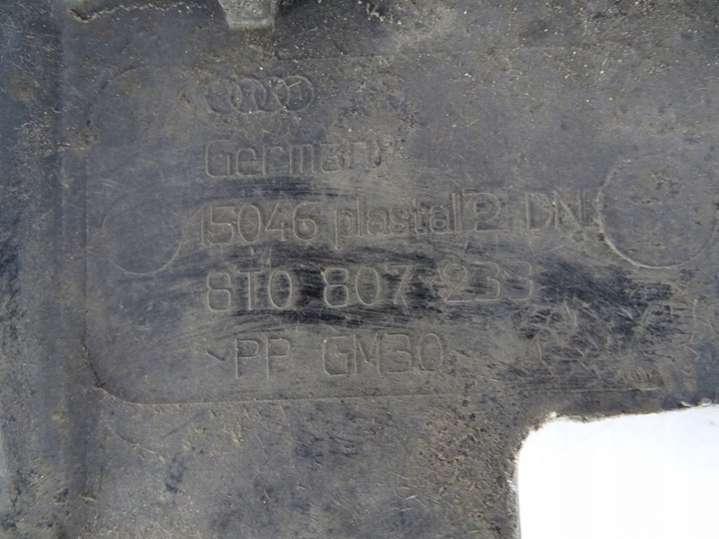 Germany
15046 plastal 2 DN
8T0 807 233
>PP GM30